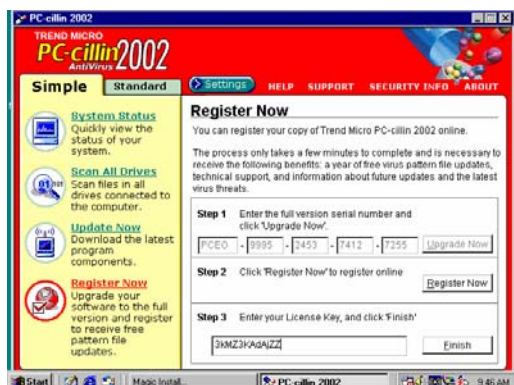 PC-cillin 2002
TREND MICRO
PC-cillin 2002
AntiVirus
Simple
Standard
Settings
HELP
SUPPORT
SECURITY INFO
ABOUT
System Status
Quickly view the
status of your
system.
Scan
All Drives
Scan files in all
drives connected to
the computer.
Update Now
Download the latest
program
components.
Register Now
Upgrade your
software to the full
version and register
to receive free
pattern file
updates.
Register Now
You can register your copy of Trend Micro PC-cillin 2002 online.
The process only takes a few minutes to complete and is necessary to
receive the following benefits: a year of free virus pattern file updates,
technical support, and information about future updates and the latest
virus threats.
Step 1 Enter the full version serial number and
click 'Upgrade Now'.
PCEO - 9995 - 2453 - 7412 - 7255 Upgrade Now
Step 2 Click 'Register Now' to register online
Register Now
Step 3 Enter your License Key, and click 'Finish'
3kMZ3KAdAjZZ Finish
Start Magic Install... PC-cillin 2002 9:46 AM